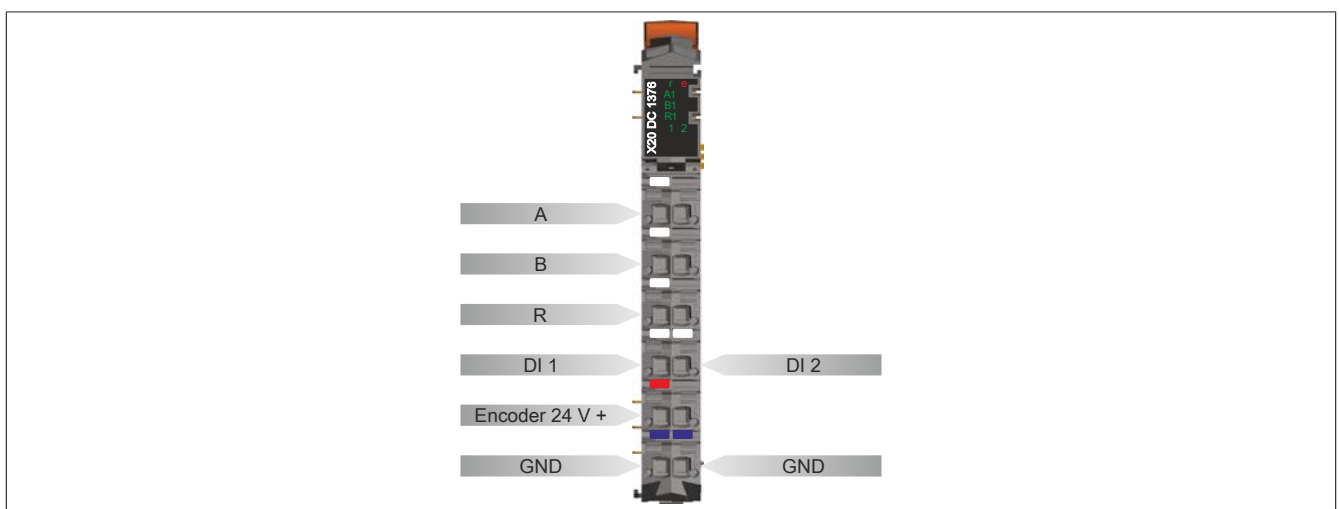 X20 DC 1376
r e
A1
B1
R1
1 2
A
B
R
DI 1 DI 2
Encoder 24 V +
GND GND